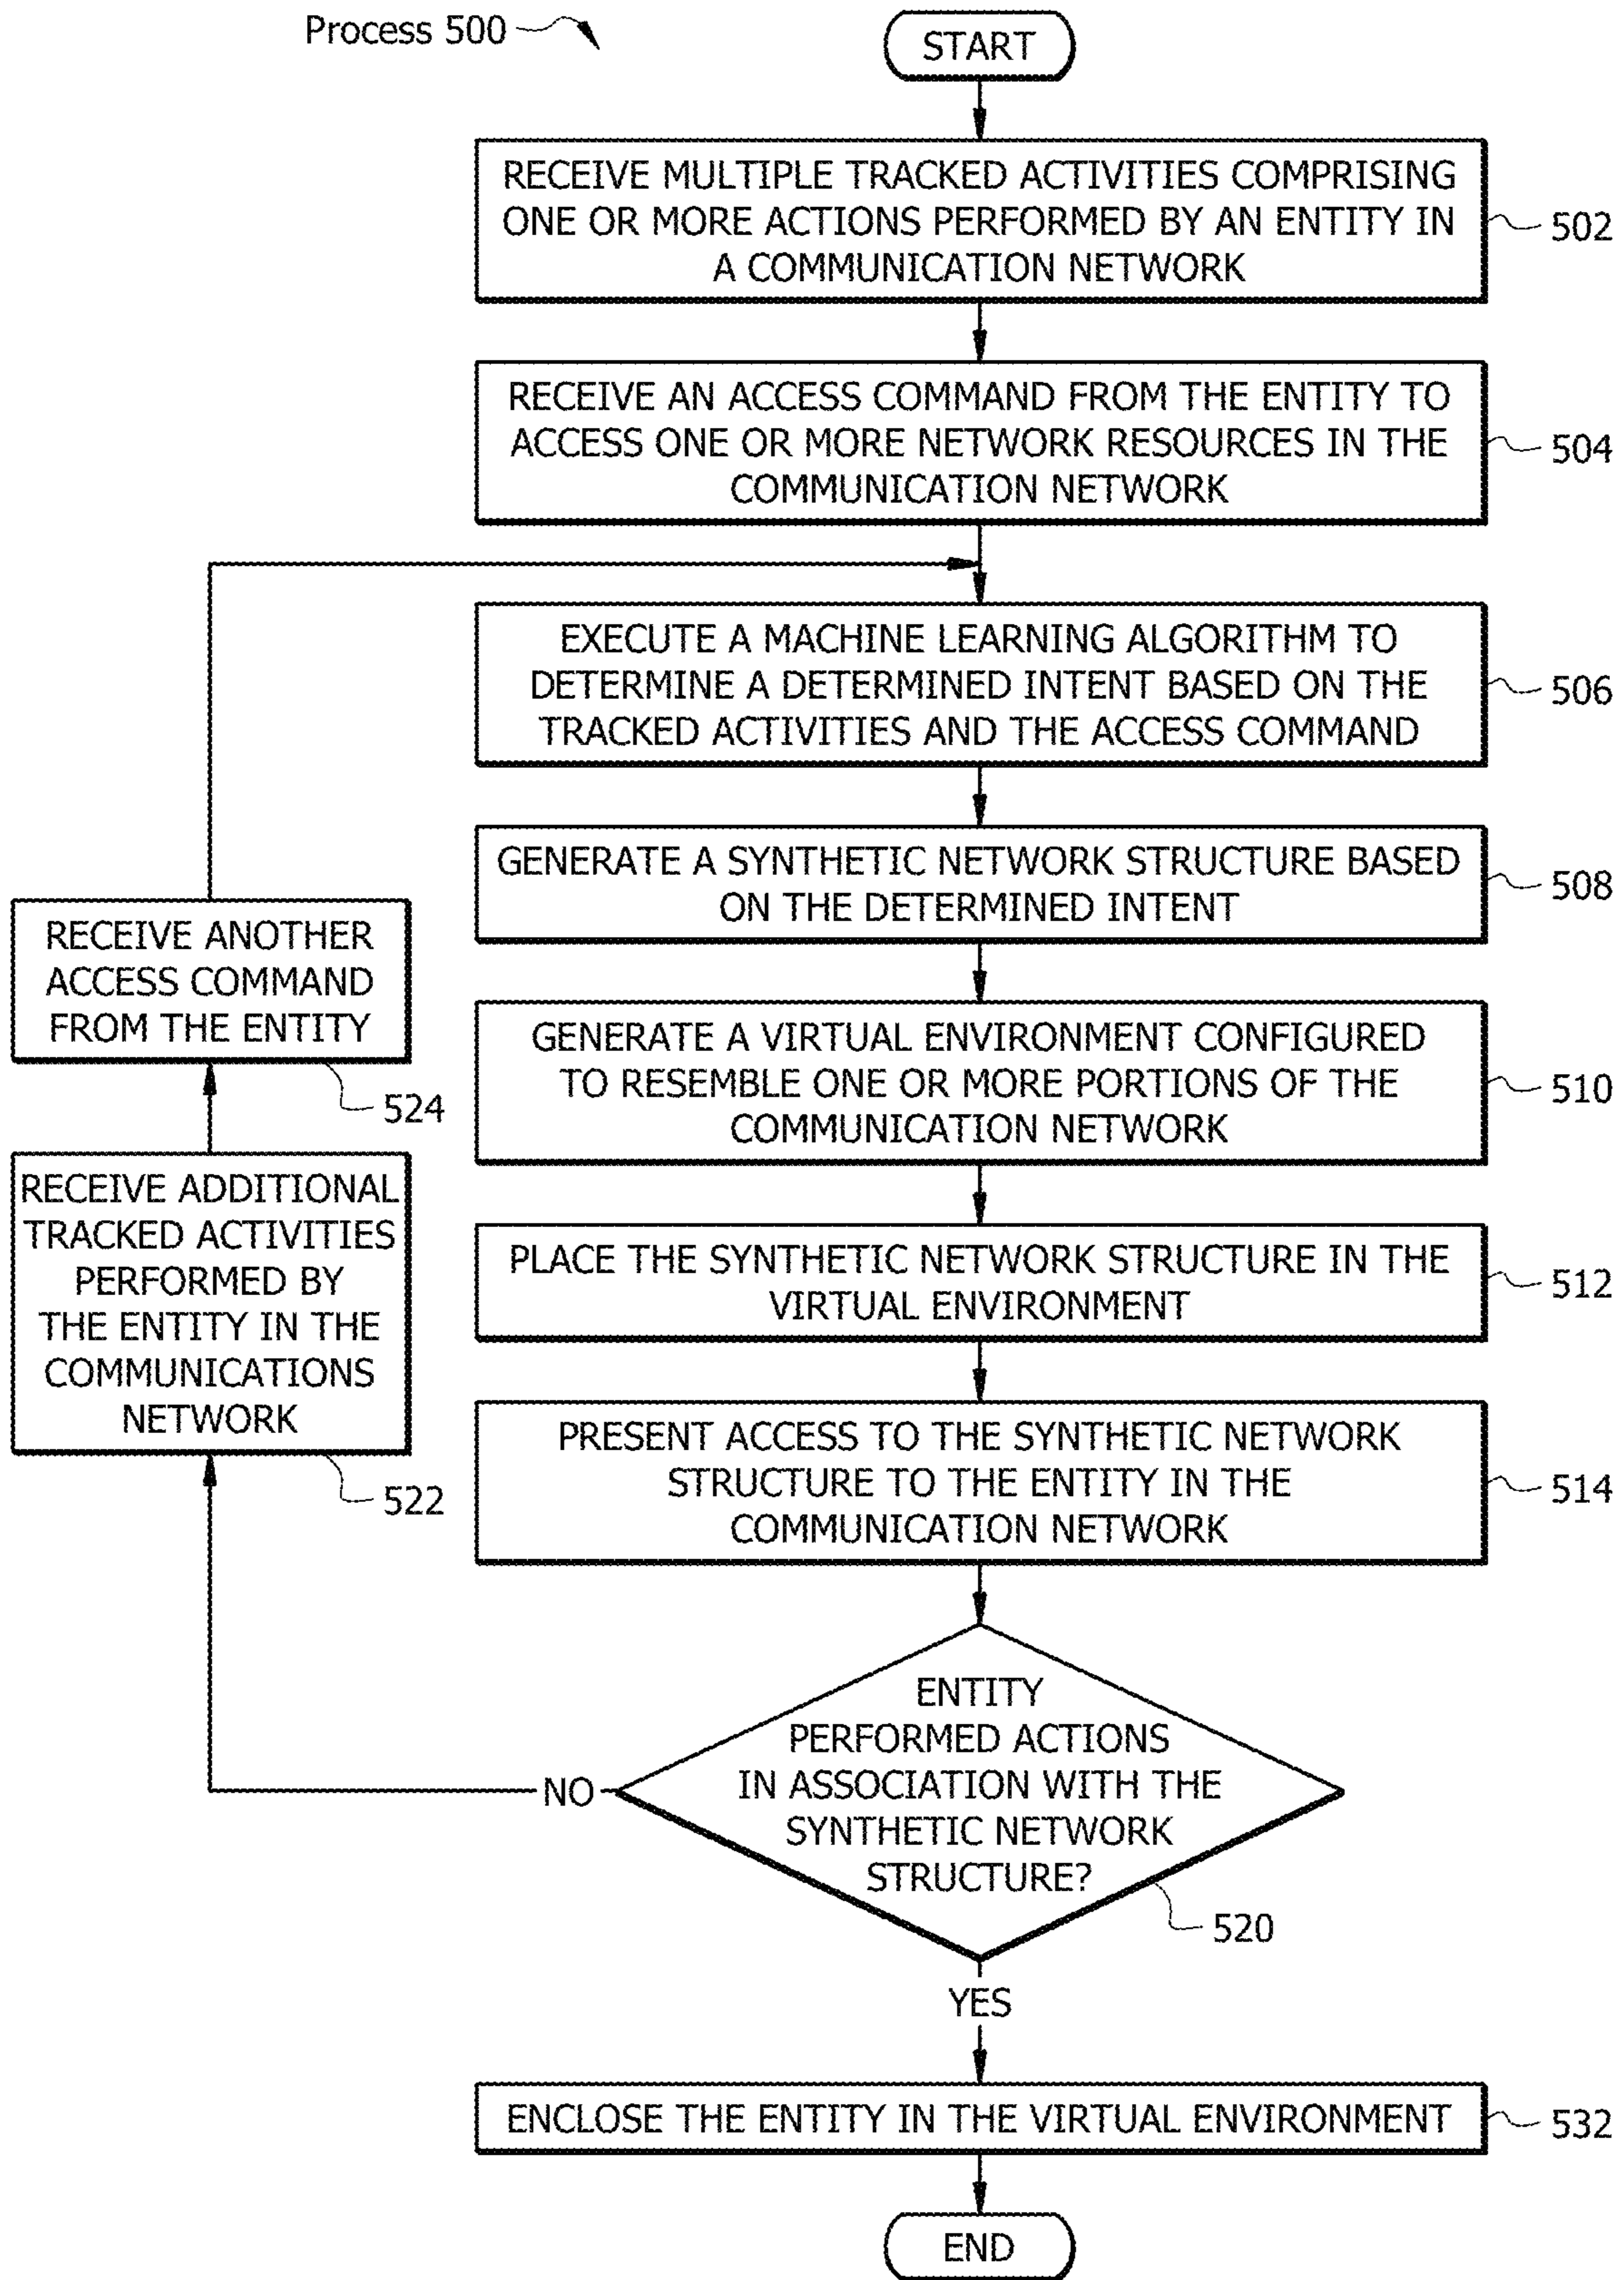 Process 500
START
RECEIVE MULTIPLE TRACKED ACTIVITIES COMPRISING
ONE OR MORE ACTIONS PERFORMED BY AN ENTITY IN
A COMMUNICATION NETWORK
502
RECEIVE AN ACCESS COMMAND FROM THE ENTITY TO
ACCESS ONE OR MORE NETWORK RESOURCES IN THE
COMMUNICATION NETWORK
504
EXECUTE A MACHINE LEARNING ALGORITHM TO
DETERMINE A DETERMINED INTENT BASED ON THE
TRACKED ACTIVITIES AND THE ACCESS COMMAND
506
GENERATE A SYNTHETIC NETWORK STRUCTURE BASED
ON THE DETERMINED INTENT
508
GENERATE A VIRTUAL ENVIRONMENT CONFIGURED
TO RESEMBLE ONE OR MORE PORTIONS OF THE
COMMUNICATION NETWORK
510
PLACE THE SYNTHETIC NETWORK STRUCTURE IN THE
VIRTUAL ENVIRONMENT
512
PRESENT ACCESS TO THE SYNTHETIC NETWORK
STRUCTURE TO THE ENTITY IN THE
COMMUNICATION NETWORK
514
ENTITY
PERFORMED ACTIONS
IN ASSOCIATION WITH THE
SYNTHETIC NETWORK
STRUCTURE?
520
NO
RECEIVE ADDITIONAL
TRACKED ACTIVITIES
PERFORMED BY
THE ENTITY IN THE
COMMUNICATIONS
NETWORK
522
RECEIVE ANOTHER
ACCESS COMMAND
FROM THE ENTITY
524
YES
ENCLOSE THE ENTITY IN THE VIRTUAL ENVIRONMENT
532
END